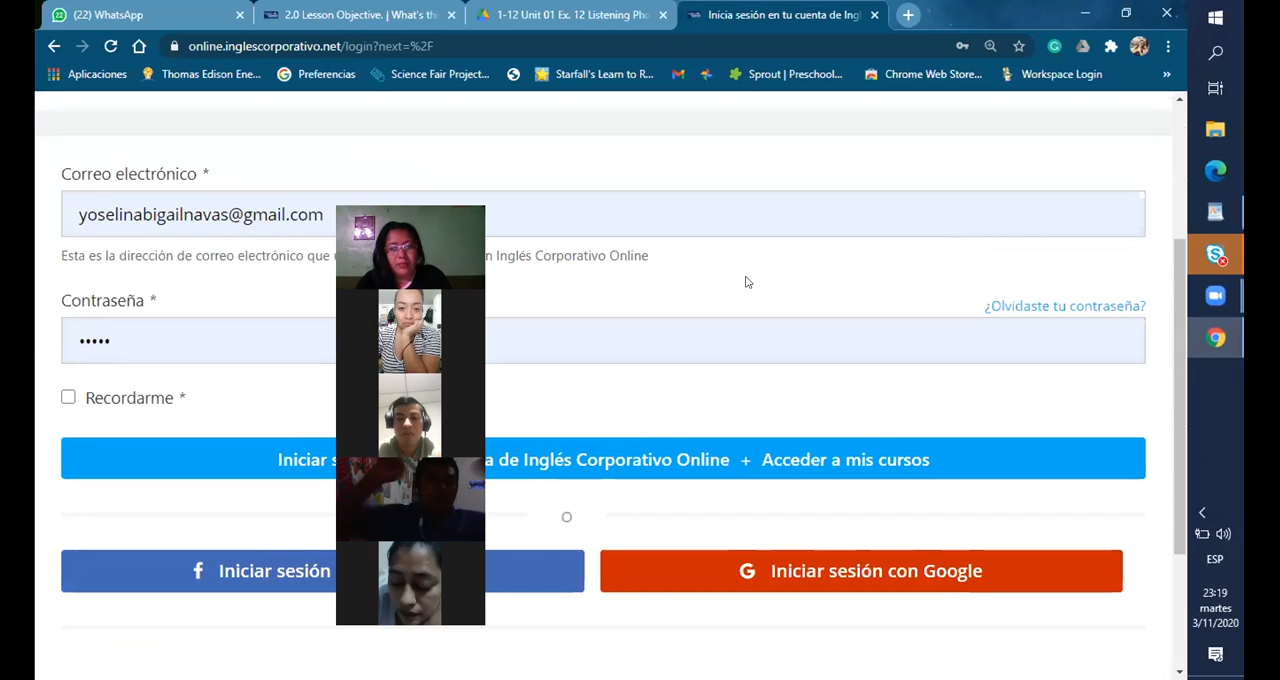 (22) WhatsApp
2.0 Lesson Objective. | What's thi
1-12 Unit 01 Ex. 12 Listening Pho
Inicia sesión en tu cuenta de Ingl
online.inglescorporativo.net/login?next=%2F
Aplicaciones
Thomas Edison Ene...
Preferencias
Science Fair Project...
Starfall's Learn to R...
Sprout | Preschool...
Chrome Web Store...
Workspace Login
»
Correo electrónico *
yoselinabigailnavas@gmail.com
Esta es la dirección de correo electrónico que
n Inglés Corporativo Online
Contraseña *
¿Olvidaste tu contraseña?
•••••
Recordarme *
Iniciar
a de Inglés Corporativo Online + Acceder a mis cursos
O
f Iniciar sesión
G Iniciar sesión con Google
ESP
23:19
martes
3/11/2020